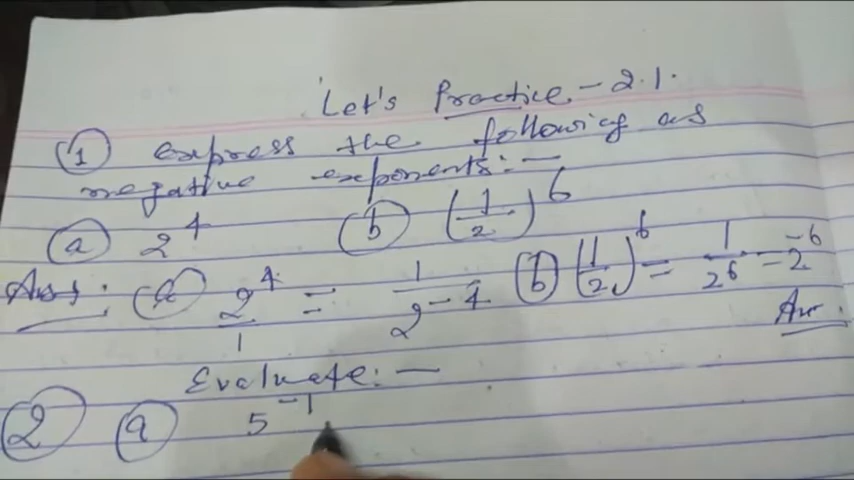 Let's Practice - 2.1.
(1) express the following as
negative exponents: —
(a) 2^4 (b) (1/2)^6
Ans: (a) 2^4/1 = 1/2^-4 (b) (1/2)^6 = 1/2^6 = 2^-6
Ans.
Evaluate: —
(2) (a) 5^-1